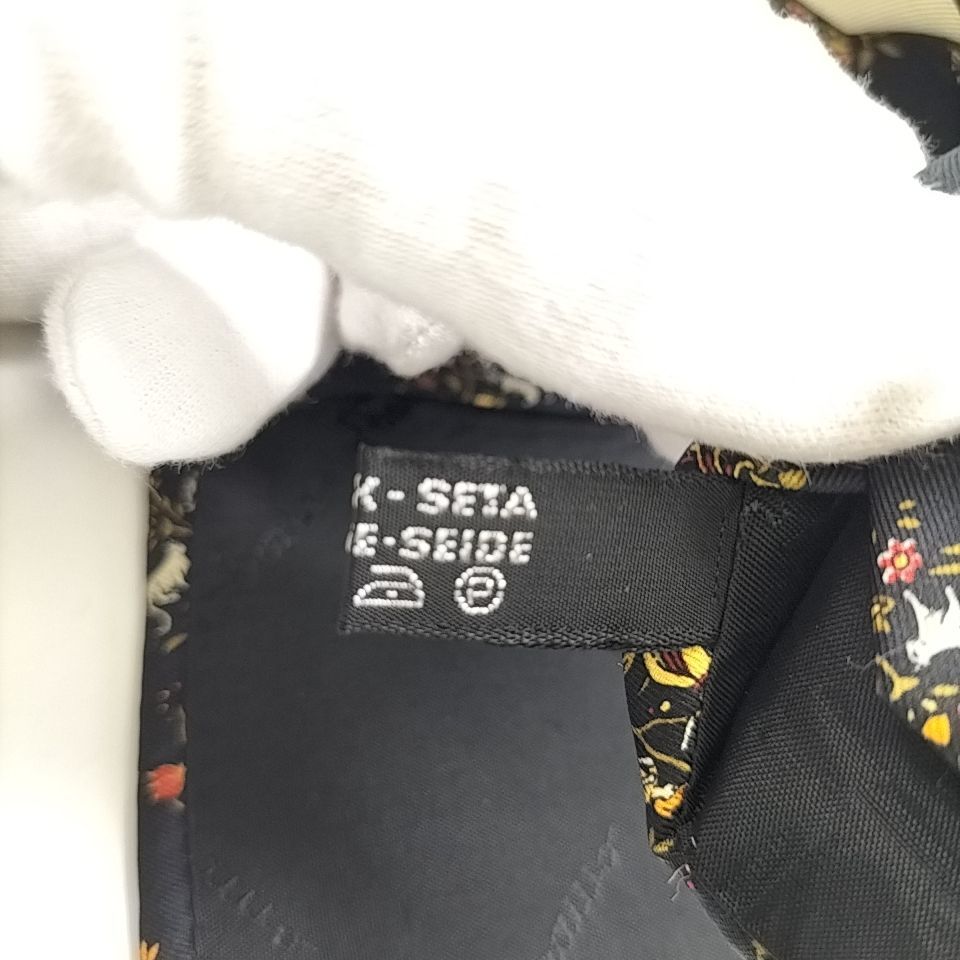 K - SETA
E - SEIDE
P